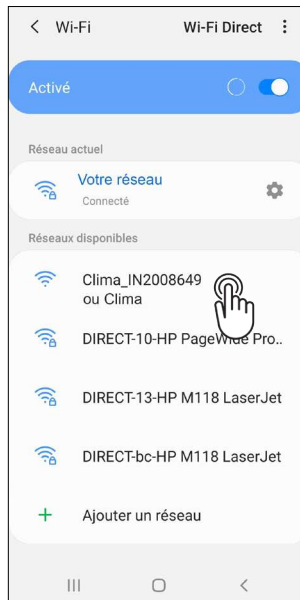 Wi-Fi Wi-Fi Direct
Activé
Réseau actuel
Votre réseau
Connecté
Réseaux disponibles
Clima_IN2008649
ou Clima
DIRECT-10-HP PageWide Pro..
DIRECT-13-HP M118 LaserJet
DIRECT-bc-HP M118 LaserJet
Ajouter un réseau